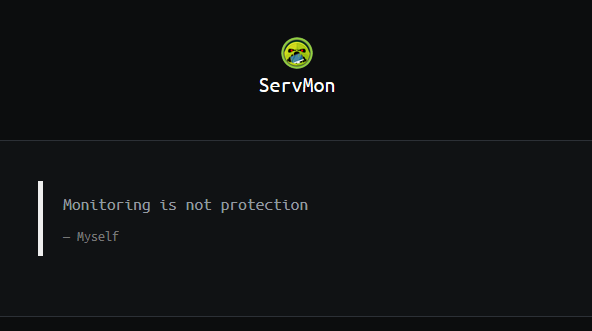 ServMon
Monitoring is not protection
— Myself